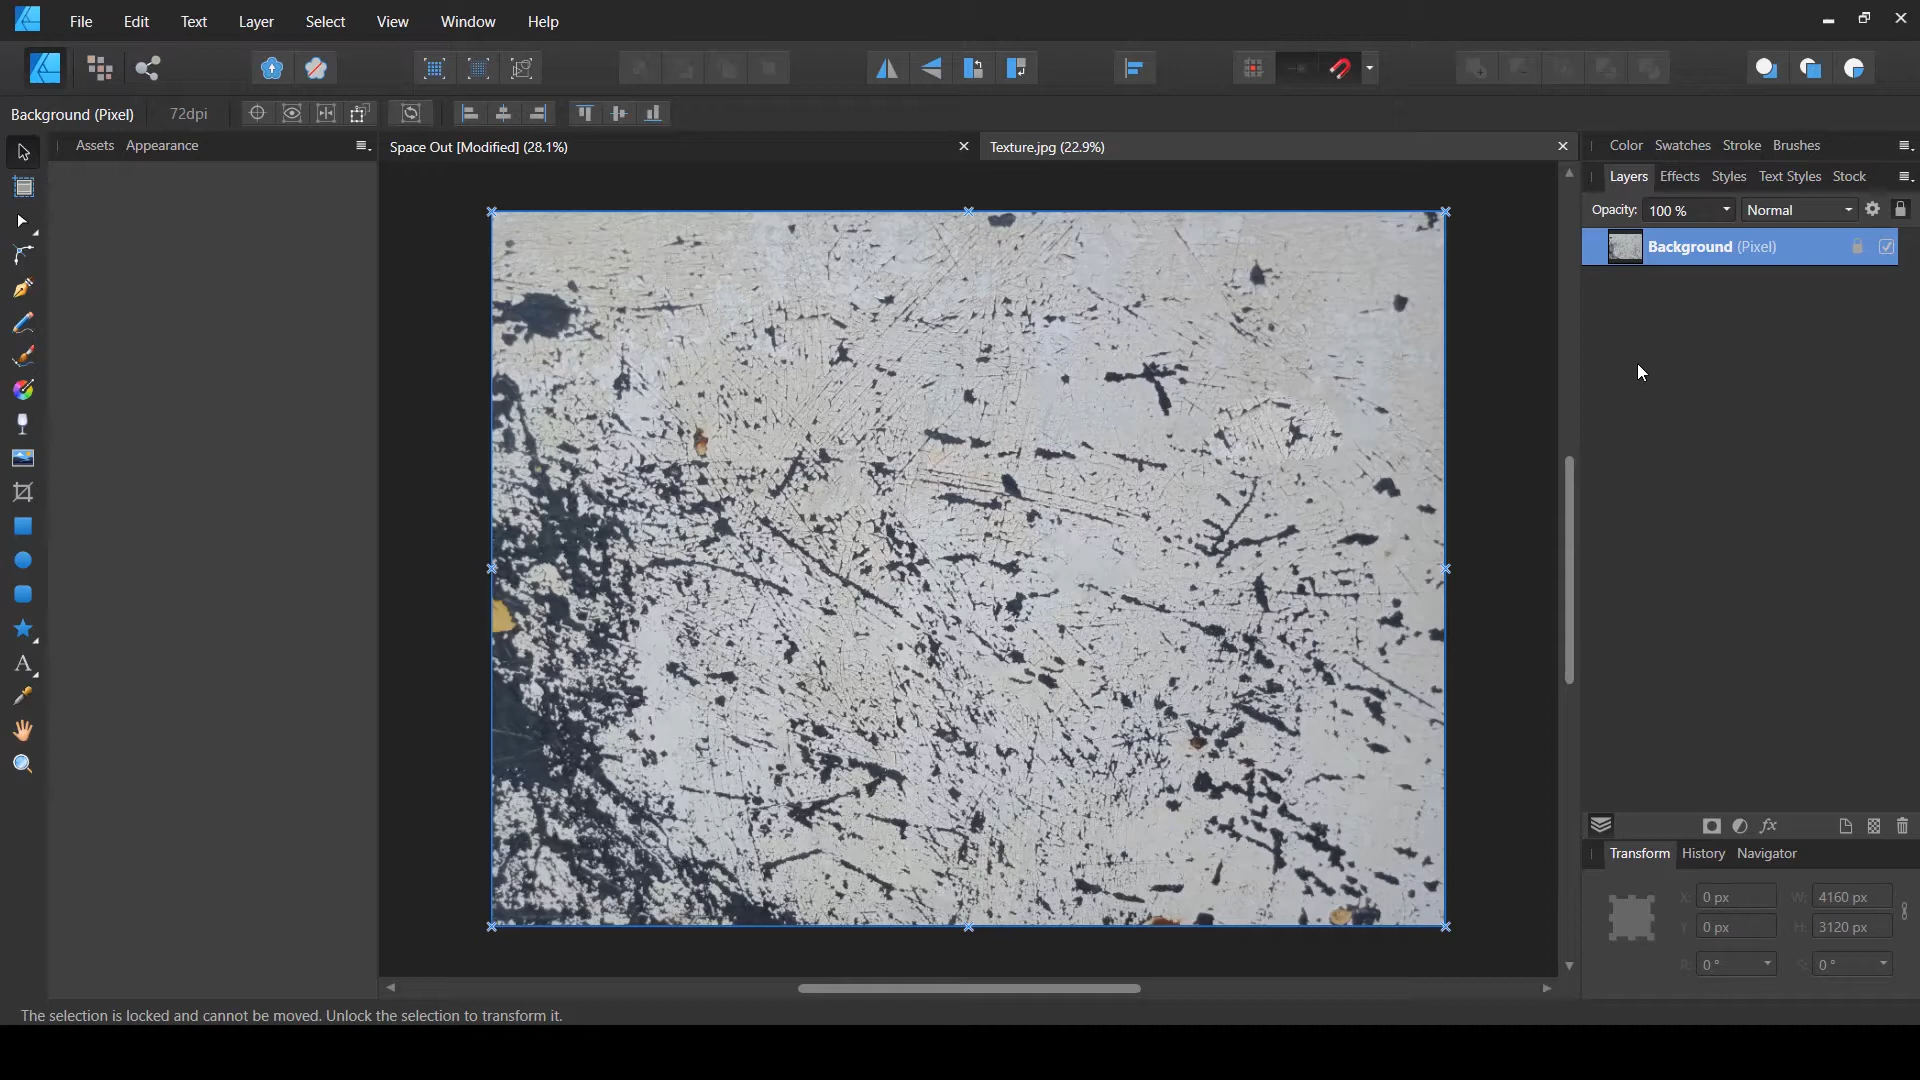 File Edit Text Layer Select View Window Help
Background (Pixel) 72dpi
Assets Appearance
Space Out [Modified] (28.1%)
Texture.jpg (22.9%)
Color Swatches Stroke Brushes
Layers Effects Styles Text Styles Stock
Opacity: 100 % Normal
Background (Pixel)
fx
Transform History Navigator
X: 0 px W: 4160 px
Y: 0 px H: 3120 px
R: 0 ° S: 0 °
The selection is locked and cannot be moved. Unlock the selection to transform it.